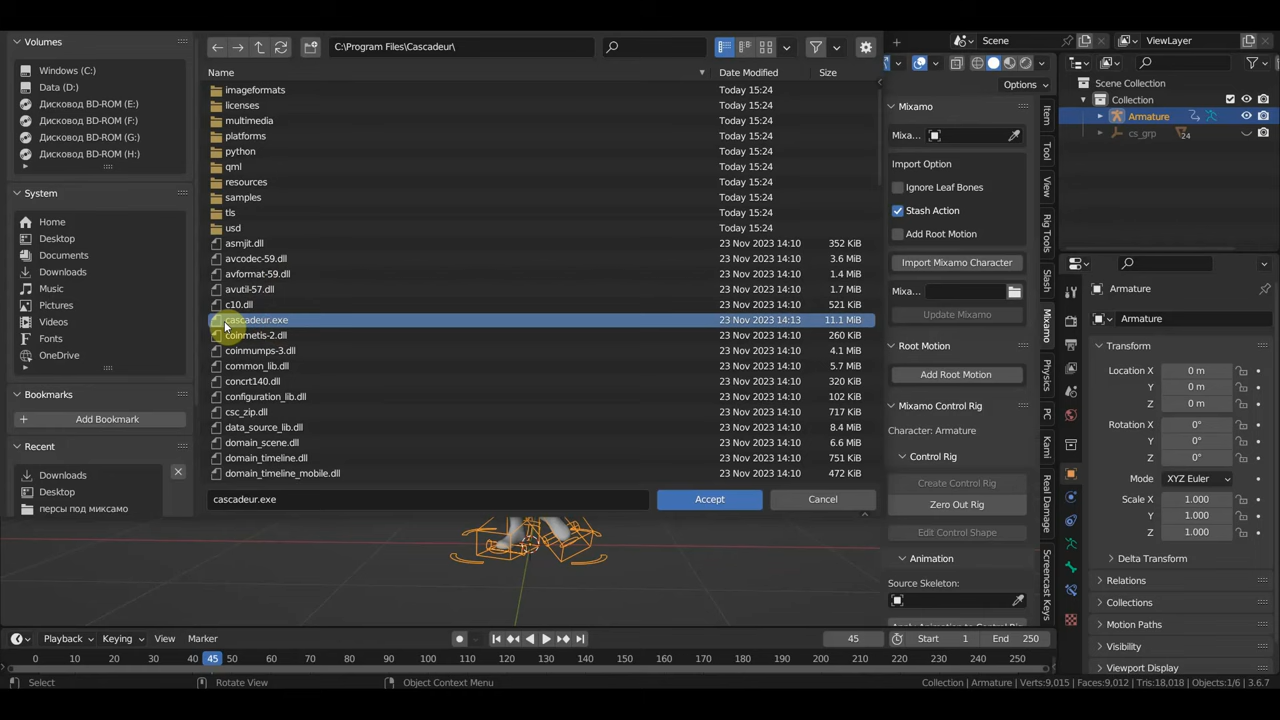 Volumes
Windows (C:)
Data (D:)
Дисковод BD-ROM (E:)
Дисковод BD-ROM (F:)
Дисковод BD-ROM (G:)
Дисковод BD-ROM (H:)
System
Home
Desktop
Documents
Downloads
Music
Pictures
Videos
Fonts
OneDrive
Bookmarks
Add Bookmark
Recent
Downloads
Desktop
персы под миксамо
C:\Program Files\Cascadeur\
Name Date Modified Size
imageformats Today 15:24
licenses Today 15:24
multimedia Today 15:24
platforms Today 15:24
python Today 15:24
qml Today 15:24
resources Today 15:24
samples Today 15:24
tls Today 15:24
usd Today 15:24
asmjit.dll 23 Nov 2023 14:10 352 KiB
avcodec-59.dll 23 Nov 2023 14:10 3.6 MiB
avformat-59.dll 23 Nov 2023 14:10 1.4 MiB
avutil-57.dll 23 Nov 2023 14:10 1.7 MiB
c10.dll 23 Nov 2023 14:10 521 KiB
cascadeur.exe 23 Nov 2023 14:13 11.1 MiB
coinmetis-2.dll 23 Nov 2023 14:10 260 KiB
coinmumps-3.dll 23 Nov 2023 14:10 4.1 MiB
common_lib.dll 23 Nov 2023 14:10 5.7 MiB
concrt140.dll 23 Nov 2023 14:10 320 KiB
configuration_lib.dll 23 Nov 2023 14:10 102 KiB
csc_zip.dll 23 Nov 2023 14:10 717 KiB
data_source_lib.dll 23 Nov 2023 14:10 8.4 MiB
domain_scene.dll 23 Nov 2023 14:10 6.6 MiB
domain_timeline.dll 23 Nov 2023 14:10 751 KiB
domain_timeline_mobile.dll 23 Nov 2023 14:10 472 KiB
cascadeur.exe Accept Cancel
Options
Mixamo
Mixa...
Import Option
Ignore Leaf Bones
Stash Action
Add Root Motion
Import Mixamo Character
Mixa...
Update Mixamo
Root Motion
Add Root Motion
Mixamo Control Rig
Character: Armature
Control Rig
Create Control Rig
Zero Out Rig
Edit Control Shape
Animation
Source Skeleton:
Item
Tool
View
Rig Tools
Slash
Mixamo
Physics
PC
Kami
Real Damage
Screencast Keys
Scene ViewLayer
Scene Collection
Collection
Armature
cs_grp 24
Armature
Armature
Transform
Location X 0 m
Y 0 m
Z 0 m
Rotation X 0°
Y 0°
Z 0°
Mode XYZ Euler
Scale X 1.000
Y 1.000
Z 1.000
Delta Transform
Relations
Collections
Motion Paths
Visibility
Viewport Display
Playback Keying View Marker 45 Start 1 End 250
0 10 20 30 40 45 50 60 70 80 90 100 110 120 130 140 150 160 170 180 190 200 210 220 230 240 250
Select Rotate View Object Context Menu Collection | Armature | Verts:9,015 | Faces:9,012 | Tris:18,018 | Objects:1/6 | 3.6.7